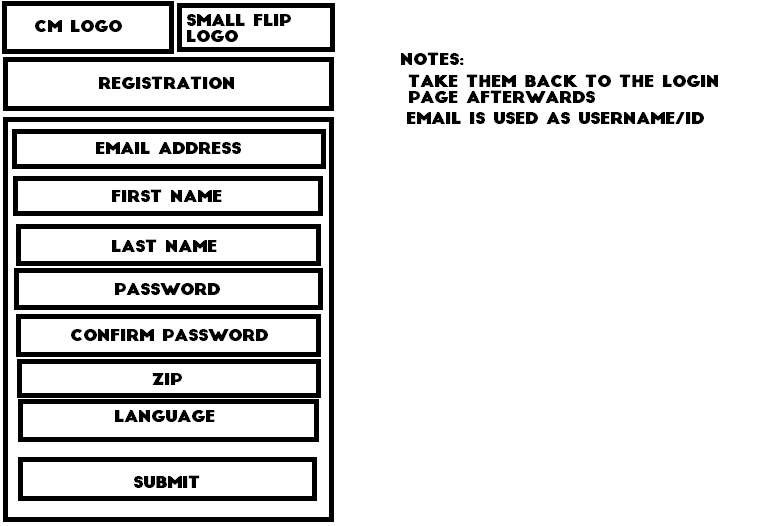 CM LOGO
SMALL FLIP
LOGO
REGISTRATION
EMAIL ADDRESS
FIRST NAME
LAST NAME
PASSWORD
CONFIRM PASSWORD
ZIP
LANGUAGE
SUBMIT
NOTES:
TAKE THEM BACK TO THE LOGIN
PAGE AFTERWARDS
EMAIL IS USED AS USERNAME/ID